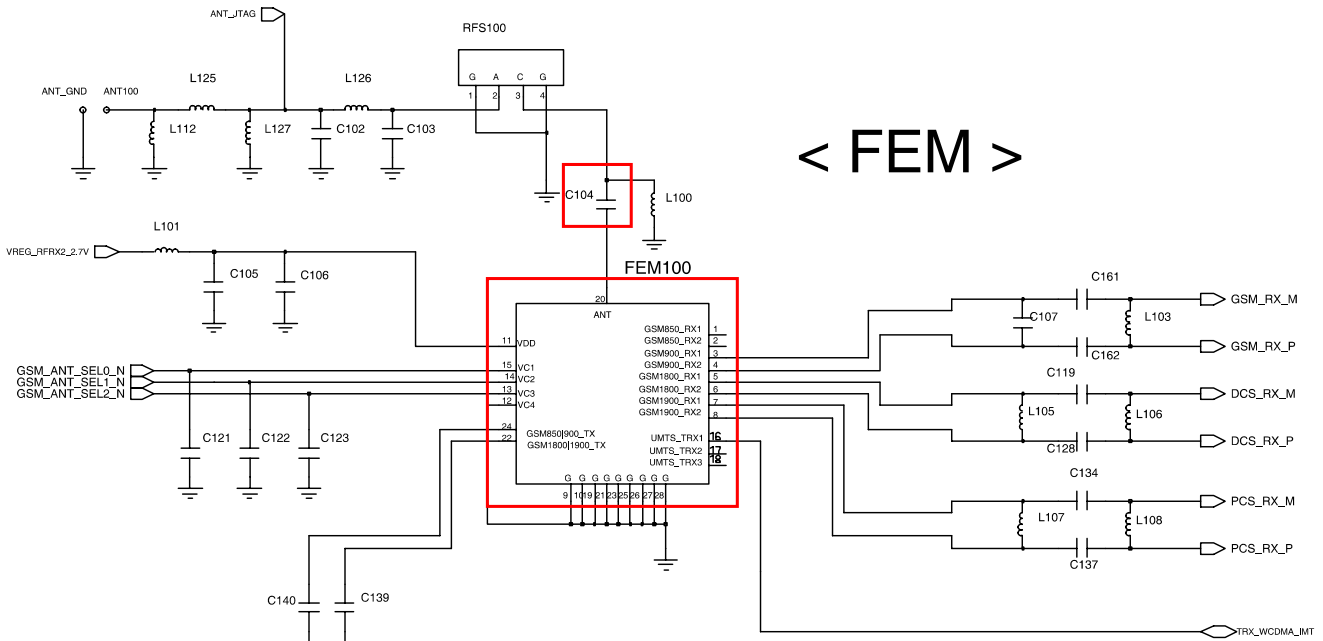 ANT_JTAG
RFS100
G A C G
1 2 3 4
L125
L126
ANT_GND
ANT100
L112
L127
C102
C103
< FEM >
C104
L100
L101
VREG_RFRX2_2.7V
C105
C106
FEM100
20
ANT
11 VDD
15 VC1
14 VC2
13 VC3
12 VC4
24 GSM850|900_TX
22 GSM1800|1900_TX
GSM850_RX1 1
GSM850_RX2 2
GSM900_RX1 3
GSM900_RX2 4
GSM1800_RX1 5
GSM1800_RX2 6
GSM1900_RX1 7
GSM1900_RX2 8
UMTS_TRX1 16
UMTS_TRX2 17
UMTS_TRX3 18
G G G G G G G G G
9 10 19 21 23 25 26 27 28
GSM_ANT_SEL0_N
GSM_ANT_SEL1_N
GSM_ANT_SEL2_N
C121
C122
C123
C140
C139
C161
C107
L103
C162
GSM_RX_M
GSM_RX_P
C119
L105
L106
C128
DCS_RX_M
DCS_RX_P
C134
L107
L108
C137
PCS_RX_M
PCS_RX_P
TRX_WCDMA_IMT